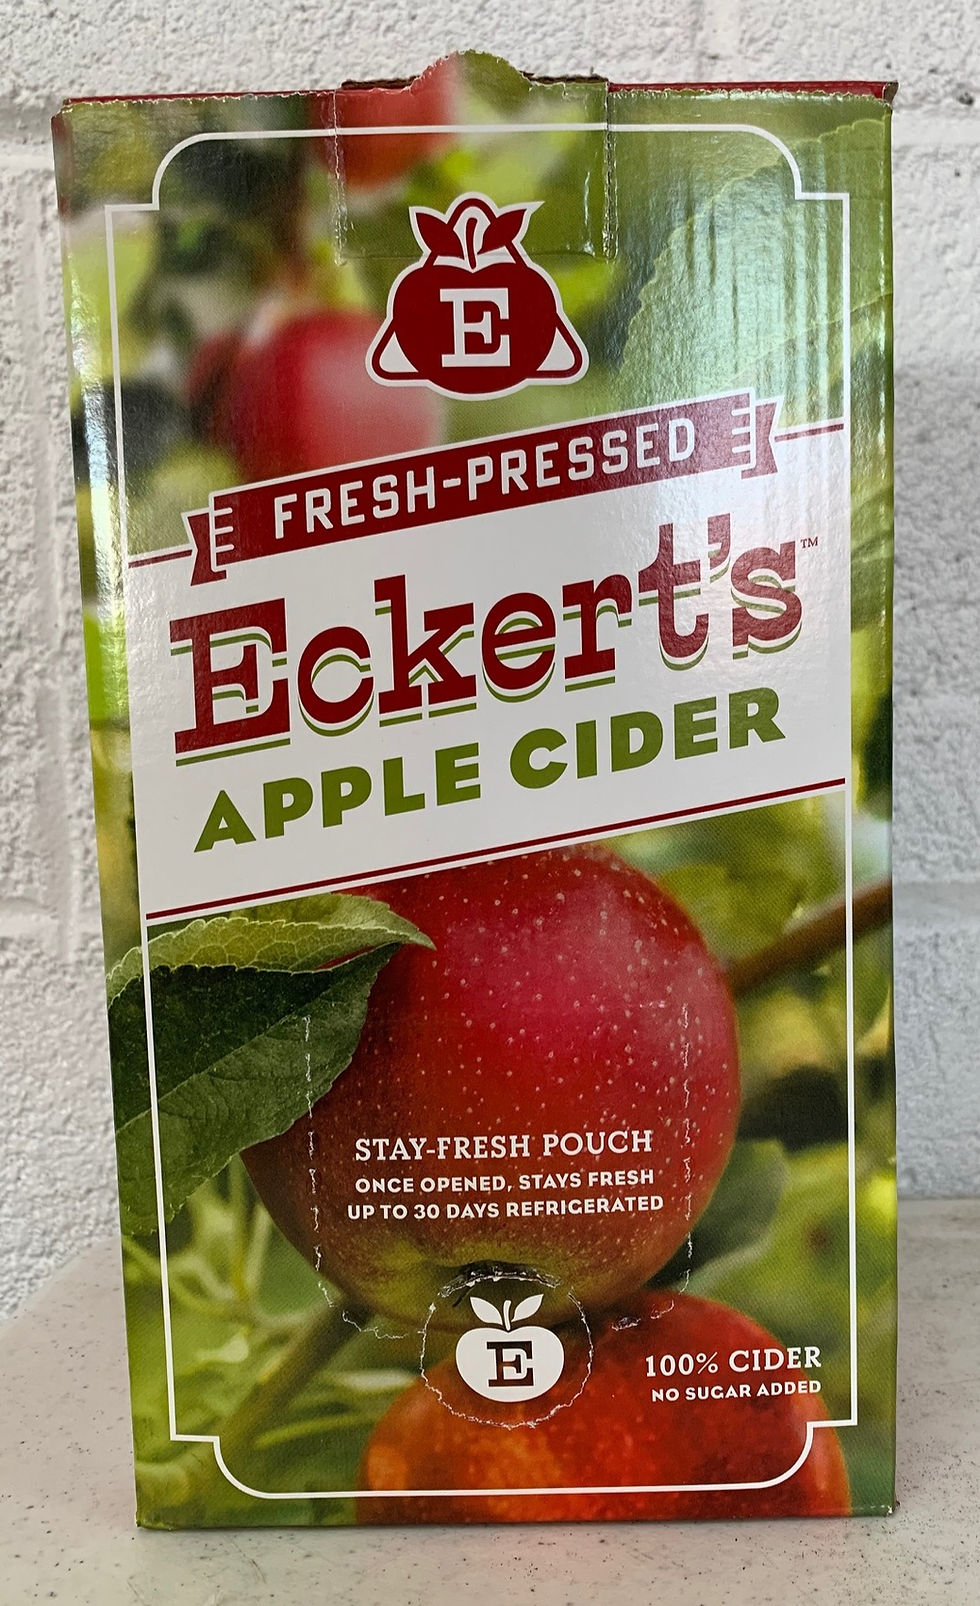 E
FRESH-PRESSED
Eckert's™
APPLE CIDER
STAY-FRESH POUCH
ONCE OPENED, STAYS FRESH
UP TO 30 DAYS REFRIGERATED
E
100% CIDER
NO SUGAR ADDED